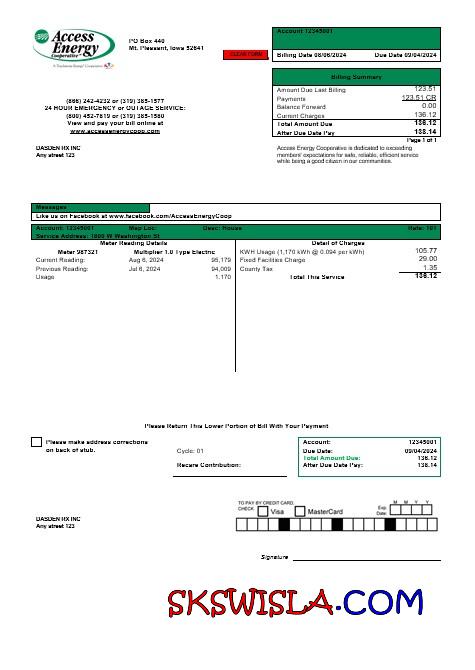 Access
Energy
Cooperative
A Touchstone Energy Cooperative
PO Box 440
Mt. Pleasant, Iowa 52641
CLEAR FORM
Account 12345001
Billing Date 08/06/2024 Due Date 09/04/2024
Billing Summary
Amount Due Last Billing 123.51
Payments 123.51 CR
Balance Forward 0.00
Current Charges 136.12
Total Amount Due 136.12
After Due Date Pay 138.14
Page 1 of 1
(866) 242-4232 or (319) 385-1577
24 HOUR EMERGENCY or OUTAGE SERVICE:
(800) 452-7819 or (319) 385-1580
View and pay your bill online at
www.accessenergycoop.com
DASDEN RX INC
Any street 123
Access Energy Cooperative is dedicated to exceeding
members' expectations for safe, reliable, efficient service
while being a good citizen in our communities.
Messages
Like us on Facebook at www.facebook.com/AccessEnergyCoop
Account: 12345001 Map Loc: Desc: House Rate: 101
Service Address: 1800 W Washington St
Meter Reading Details
Meter 987321 Multiplier 1.0 Type Electric
Current Reading: Aug 6, 2024 95,179
Previous Reading: Jul 6, 2024 94,009
Usage 1,170
Detail of Charges
KWH Usage (1,170 kWh @ 0.094 per kWh) 105.77
Fixed Facilities Charge 29.00
County Tax 1.35
Total This Service 136.12
Please Return This Lower Portion of Bill With Your Payment
Please make address corrections
on back of stub.
Cycle: 01
Recare Contribution:
Account: 12345001
Due Date: 09/04/2024
Total Amount Due: 136.12
After Due Date Pay: 138.14
DASDEN RX INC
Any street 123
TO PAY BY CREDIT CARD,
CHECK Visa MasterCard
Exp. Date: M M Y Y
Signature
SKSWISLA.COM